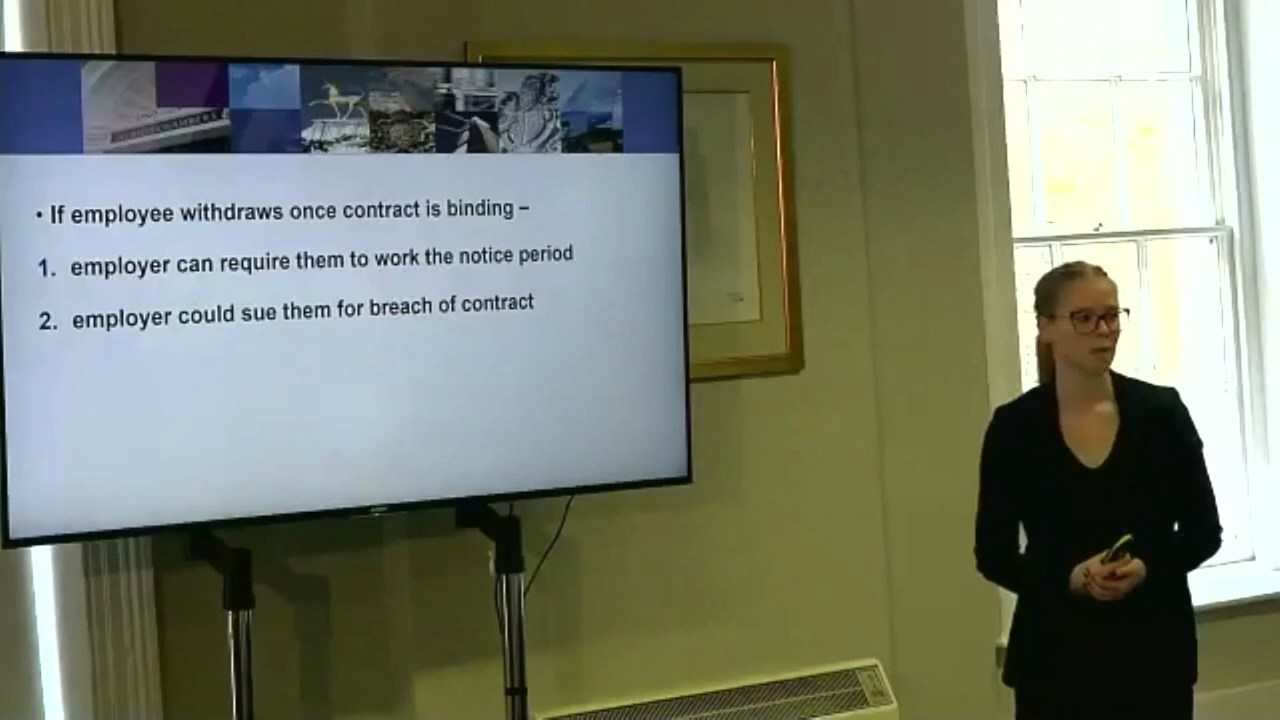 • If employee withdraws once contract is binding –
1. employer can require them to work the notice period
2. employer could sue them for breach of contract